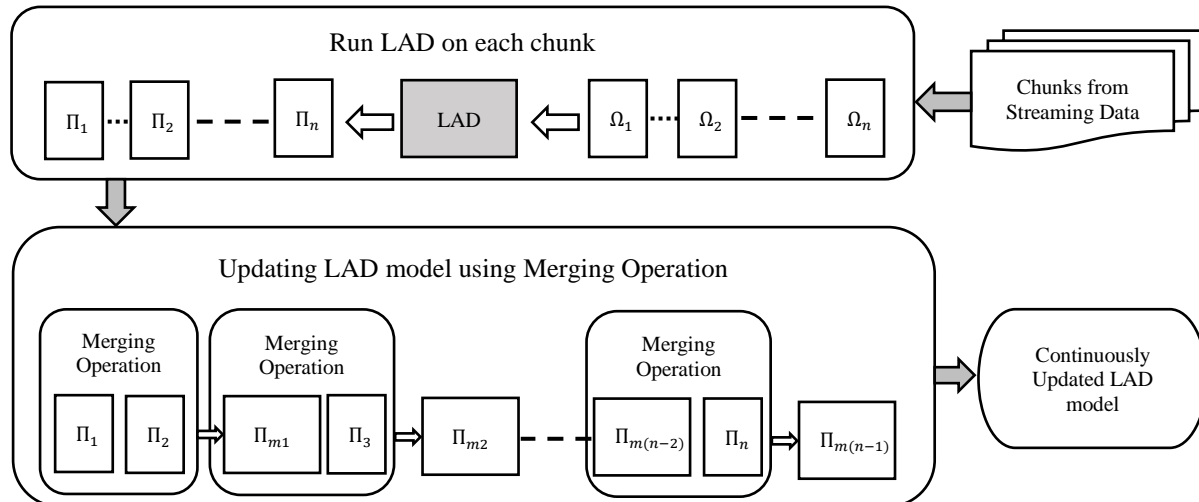 Run LAD on each chunk
Π₁ Π₂ Πₙ LAD Ω₁ Ω₂ Ωₙ
Chunks from
Streaming Data
Updating LAD model using Merging Operation
Merging
Operation
Π₁ Π₂
Merging
Operation
Πₘ₁ Π₃
Πₘ₂
Merging
Operation
Πₘ₍ₙ₋₂₎ Πₙ
Πₘ₍ₙ₋₁₎
Continuously
Updated LAD
model